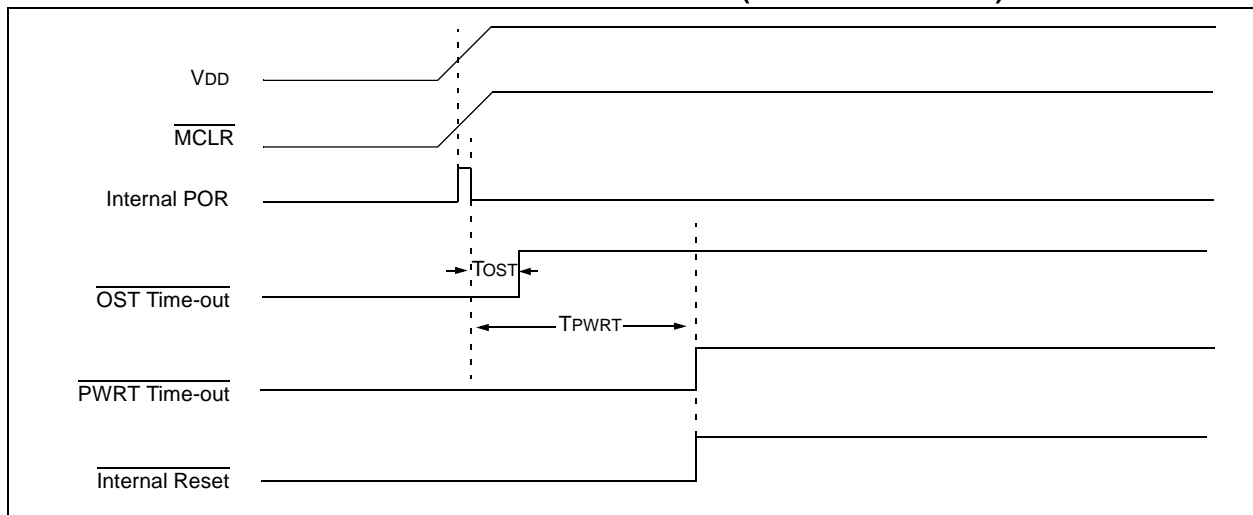 VDD
MCLR
Internal POR
TOST
OST Time-out
TPWRT
PWRT Time-out
Internal Reset